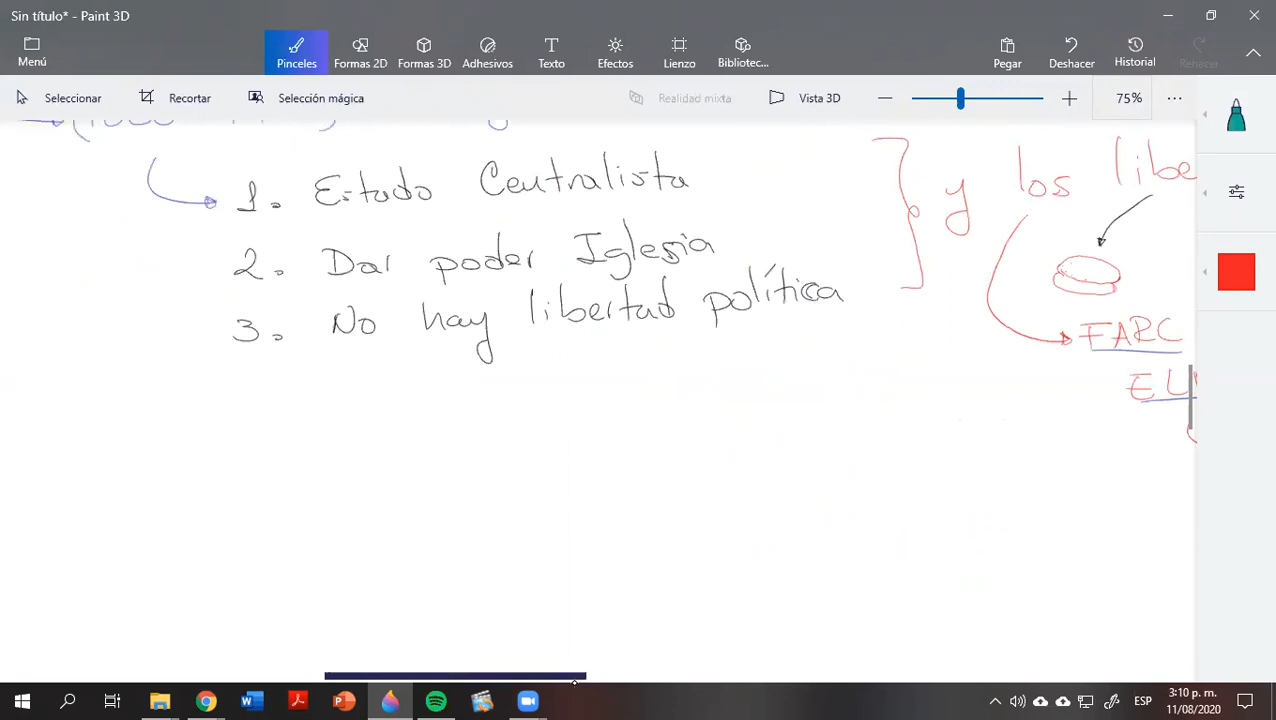 Sin título* - Paint 3D
Menú
Pinceles
Formas 2D
Formas 3D
Adhesivos
Texto
Efectos
Lienzo
Bibliotec...
Pegar
Deshacer
Historial
Rehacer
Seleccionar
Recortar
Selección mágica
Realidad mixta
Vista 3D
75%
1. Estado Centralista
2. Dar poder Iglesia
3. No hay libertad política
y los libe
FARC
EL
ESP
3:10 p. m.
11/08/2020